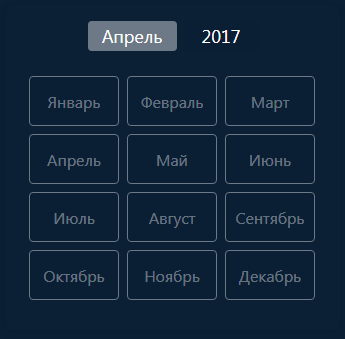 Апрель 2017
Январь Февраль Март
Апрель Май Июнь
Июль Август Сентябрь
Октябрь Ноябрь Декабрь